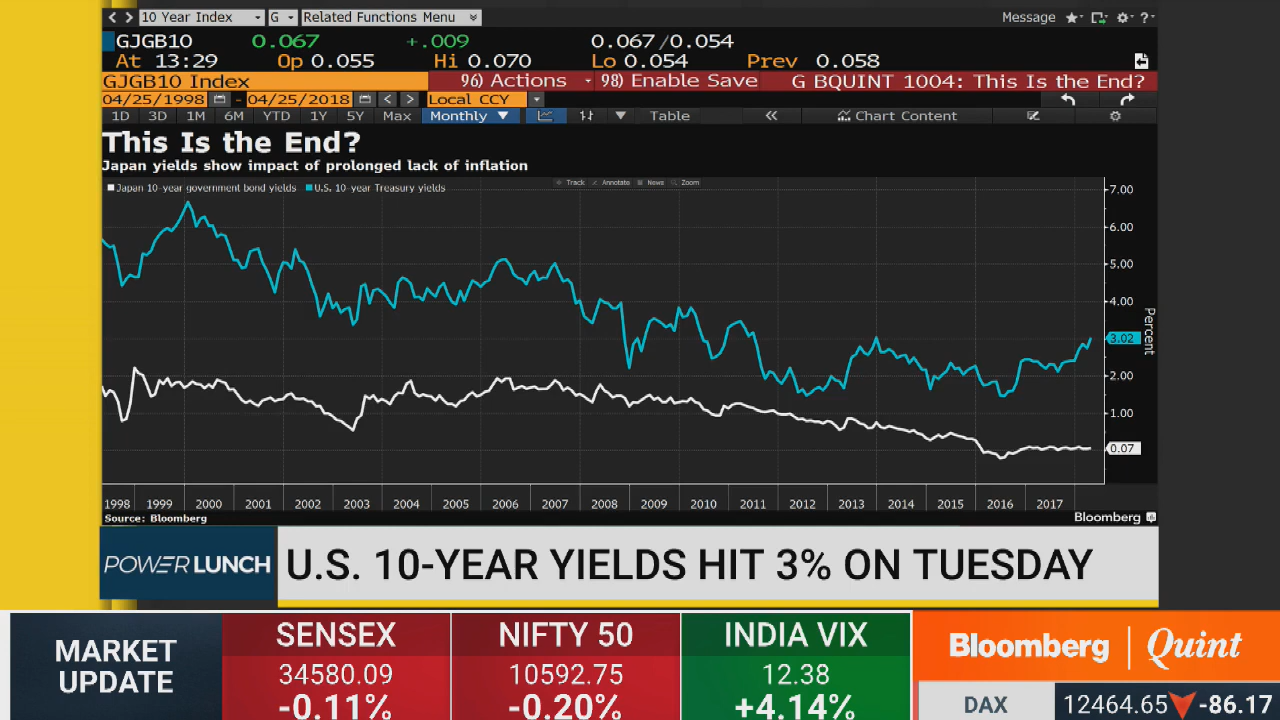 10 Year Index G Related Functions Menu Message ?
GJGB10 0.067 +.009 0.067/0.054
At 13:29 Op 0.055 Hi 0.070 Lo 0.054 Prev 0.058
GJGB10 Index 96) Actions 98) Enable Save G BQUINT 1004: This Is the End?
04/25/1998 - 04/25/2018 Local CCY
1D 3D 1M 6M YTD 1Y 5Y Max Monthly Table Chart Content
This Is the End?
Japan yields show impact of prolonged lack of inflation
Japan 10-year government bond yields U.S. 10-year Treasury yields Track Annotate News Zoom
7.00
6.00
5.00
4.00
3.02
2.00
1.00
0.07
Percent
1998 1999 2000 2001 2002 2003 2004 2005 2006 2007 2008 2009 2010 2011 2012 2013 2014 2015 2016 2017
Source: Bloomberg Bloomberg
POWER LUNCH U.S. 10-YEAR YIELDS HIT 3% ON TUESDAY
MARKET UPDATE
SENSEX
34580.09
-0.11%
NIFTY 50
10592.75
-0.20%
INDIA VIX
12.38
+4.14%
Bloomberg | Quint
DAX 12464.65 -86.17